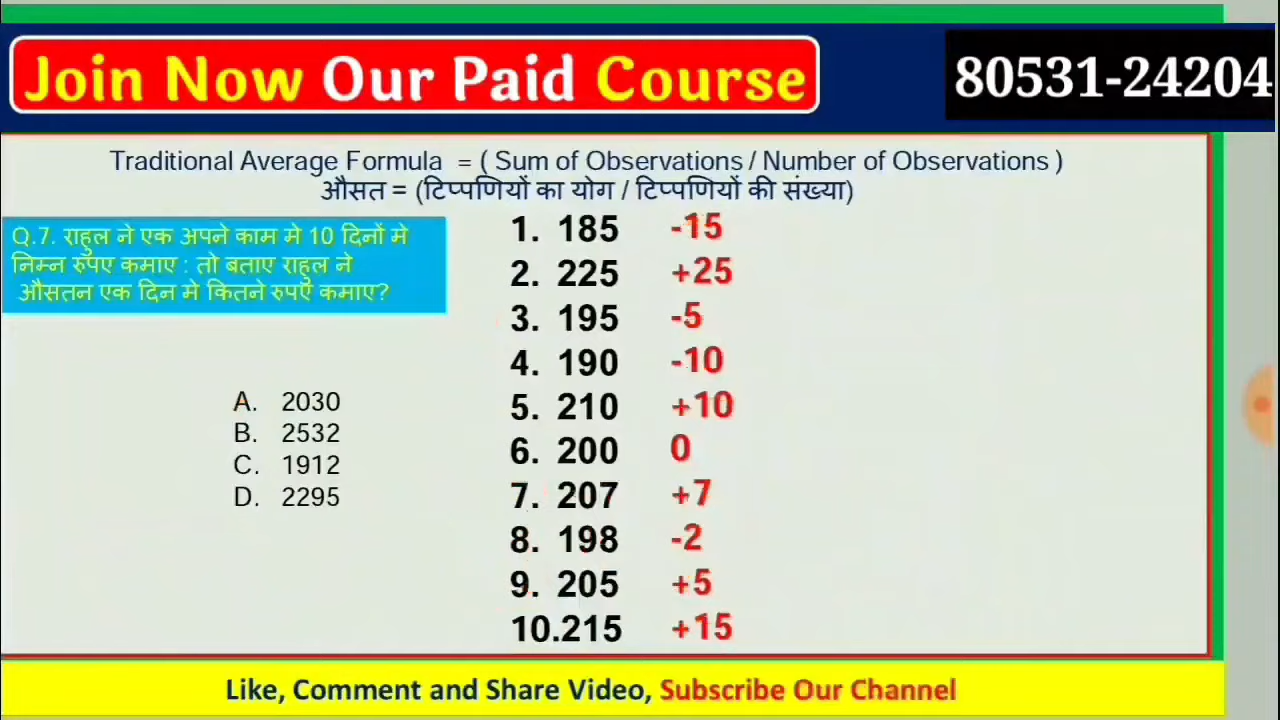 Join Now Our Paid Course
80531-24204
Traditional Average Formula = ( Sum of Observations / Number of Observations )
औसत = (टिप्पणियों का योग / टिप्पणियों की संख्या)
Q.7. राहुल ने एक अपने काम मे 10 दिनों मे
निम्न रुपए कमाए : तो बताए राहुल ने
औसतन एक दिन मे कितने रुपए कमाए?
A. 2030
B. 2532
C. 1912
D. 2295
1. 185 -15
2. 225 +25
3. 195 -5
4. 190 -10
5. 210 +10
6. 200 0
7. 207 +7
8. 198 -2
9. 205 +5
10.215 +15
Like, Comment and Share Video, Subscribe Our Channel